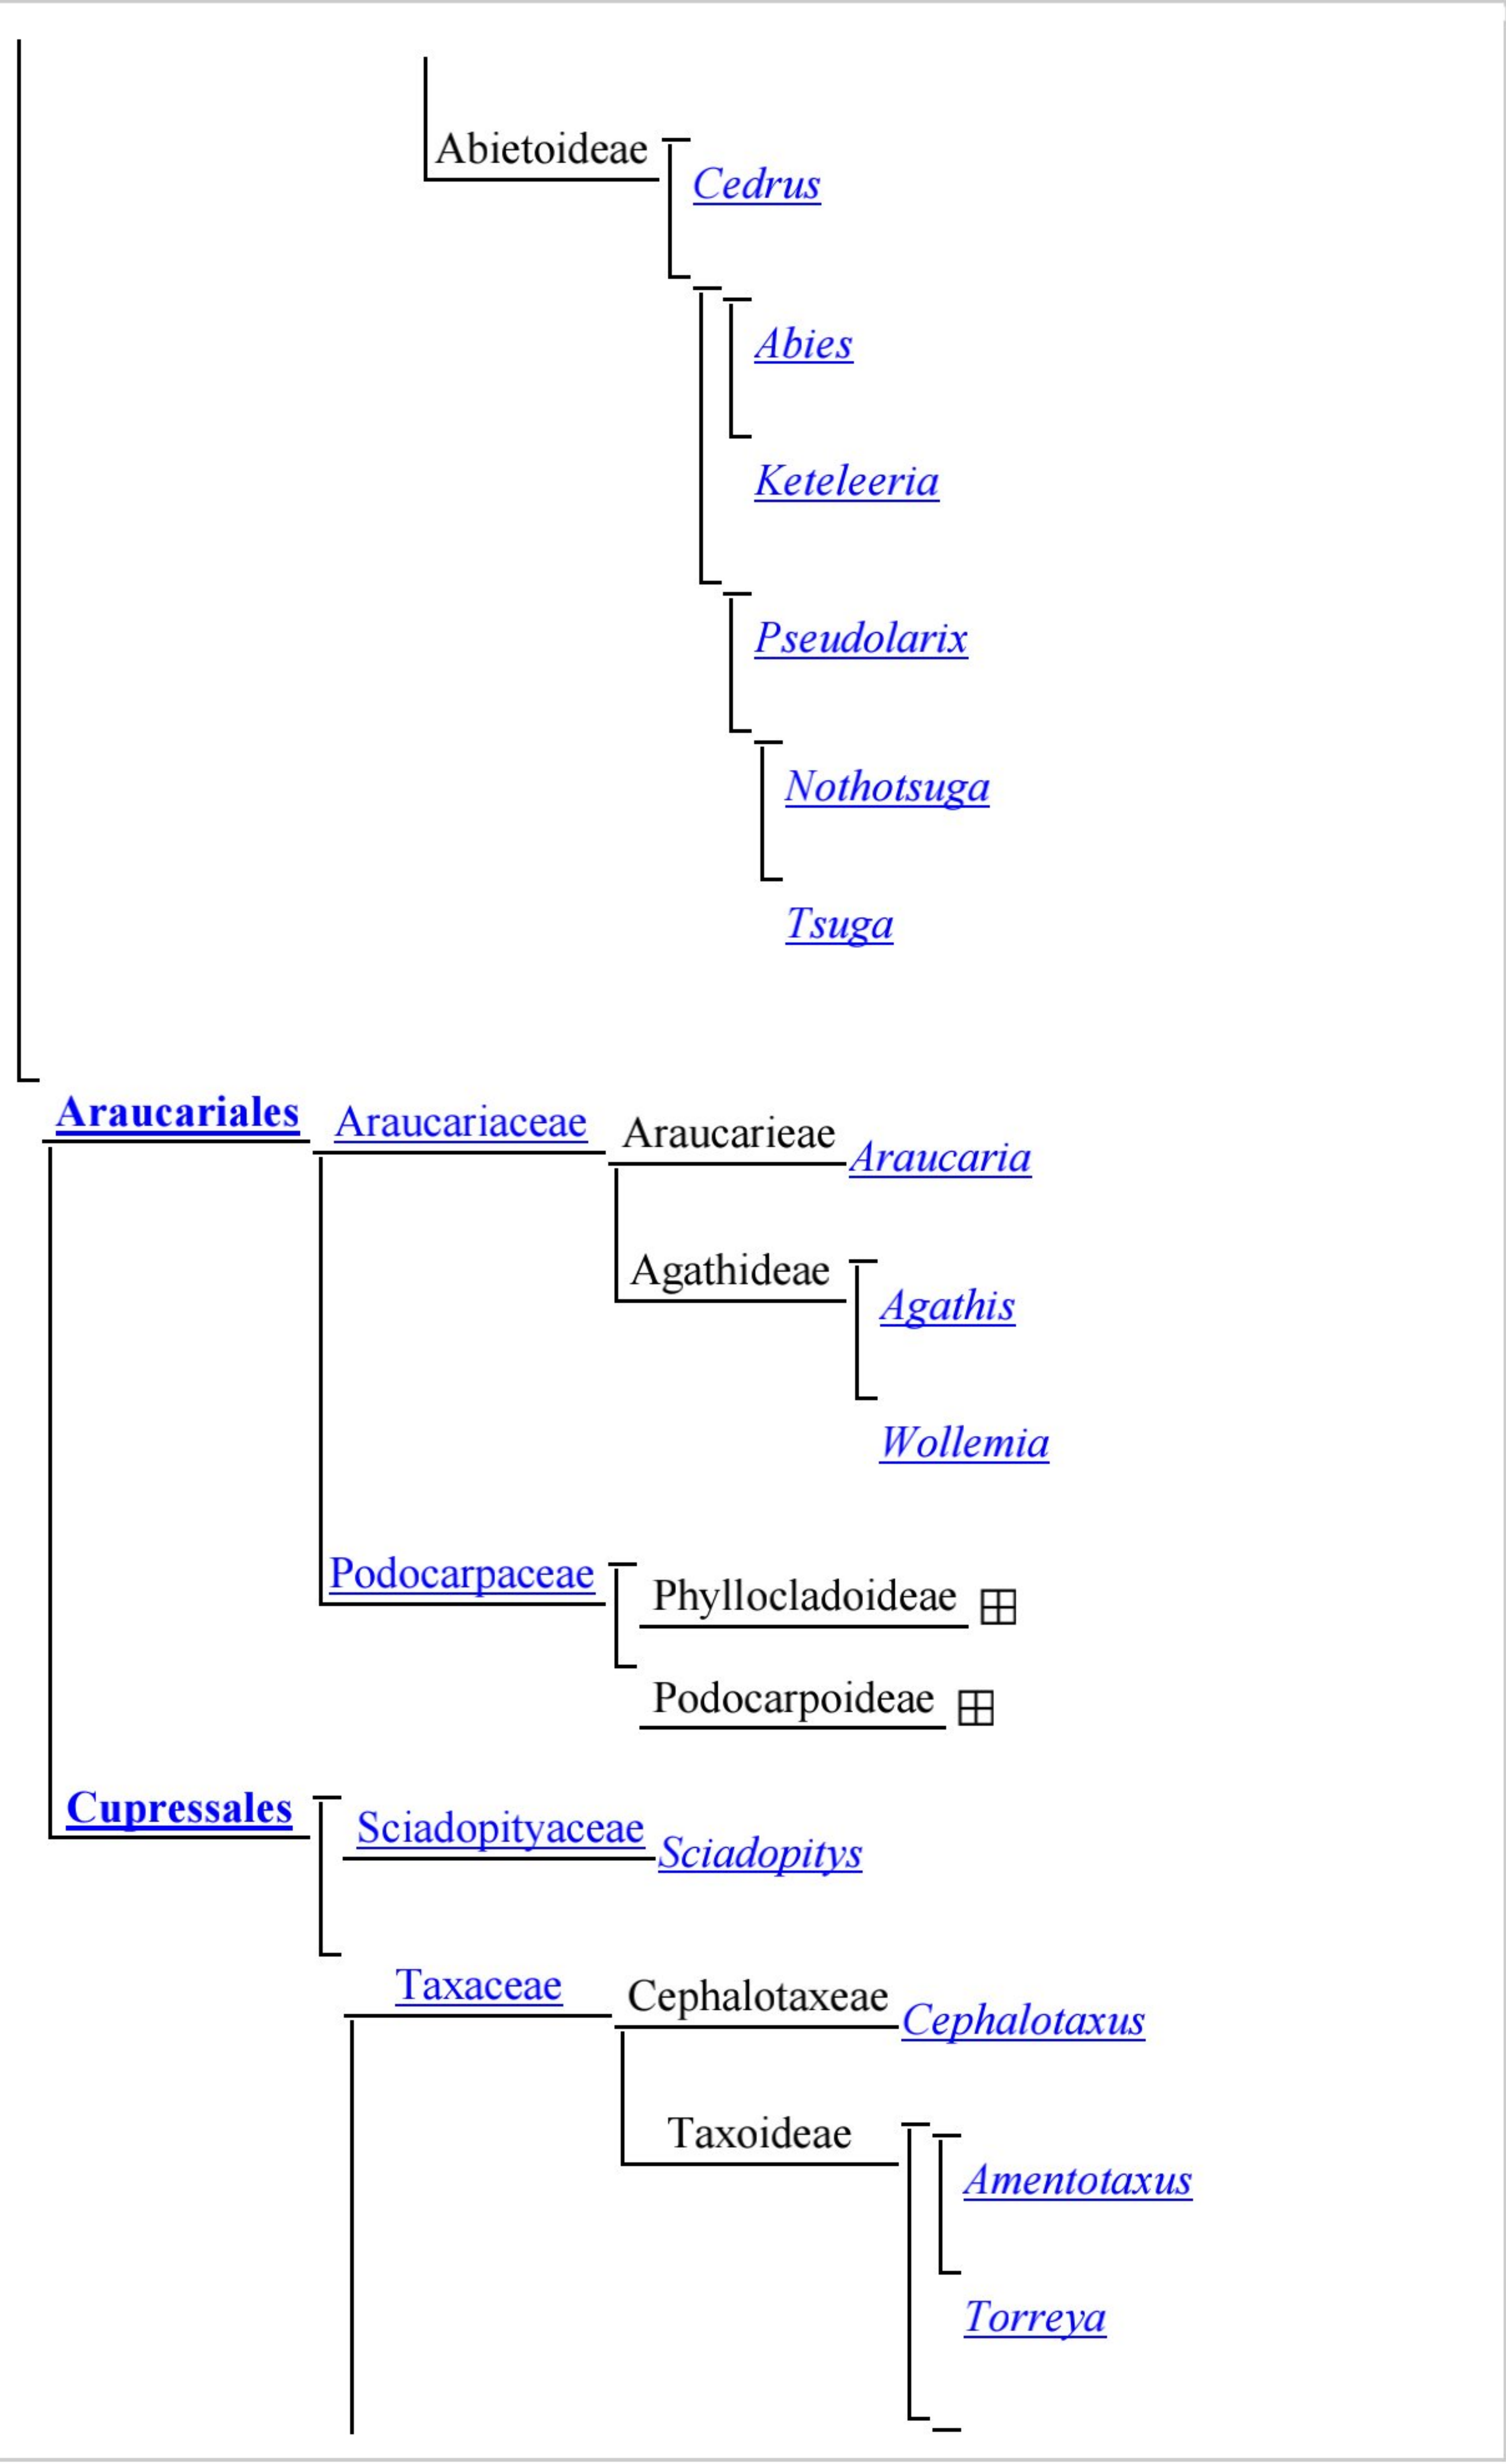 Abietoideae
Cedrus
Abies
Keteleeria
Pseudolarix
Nothotsuga
Tsuga
Araucariales Araucariaceae Araucarieae Araucaria
Agathideae
Agathis
Wollemia
Podocarpaceae Phyllocladoideae
Podocarpoideae
Cupressales Sciadopityaceae Sciadopitys
Taxaceae Cephalotaxeae Cephalotaxus
Taxoideae
Amentotaxus
Torreya